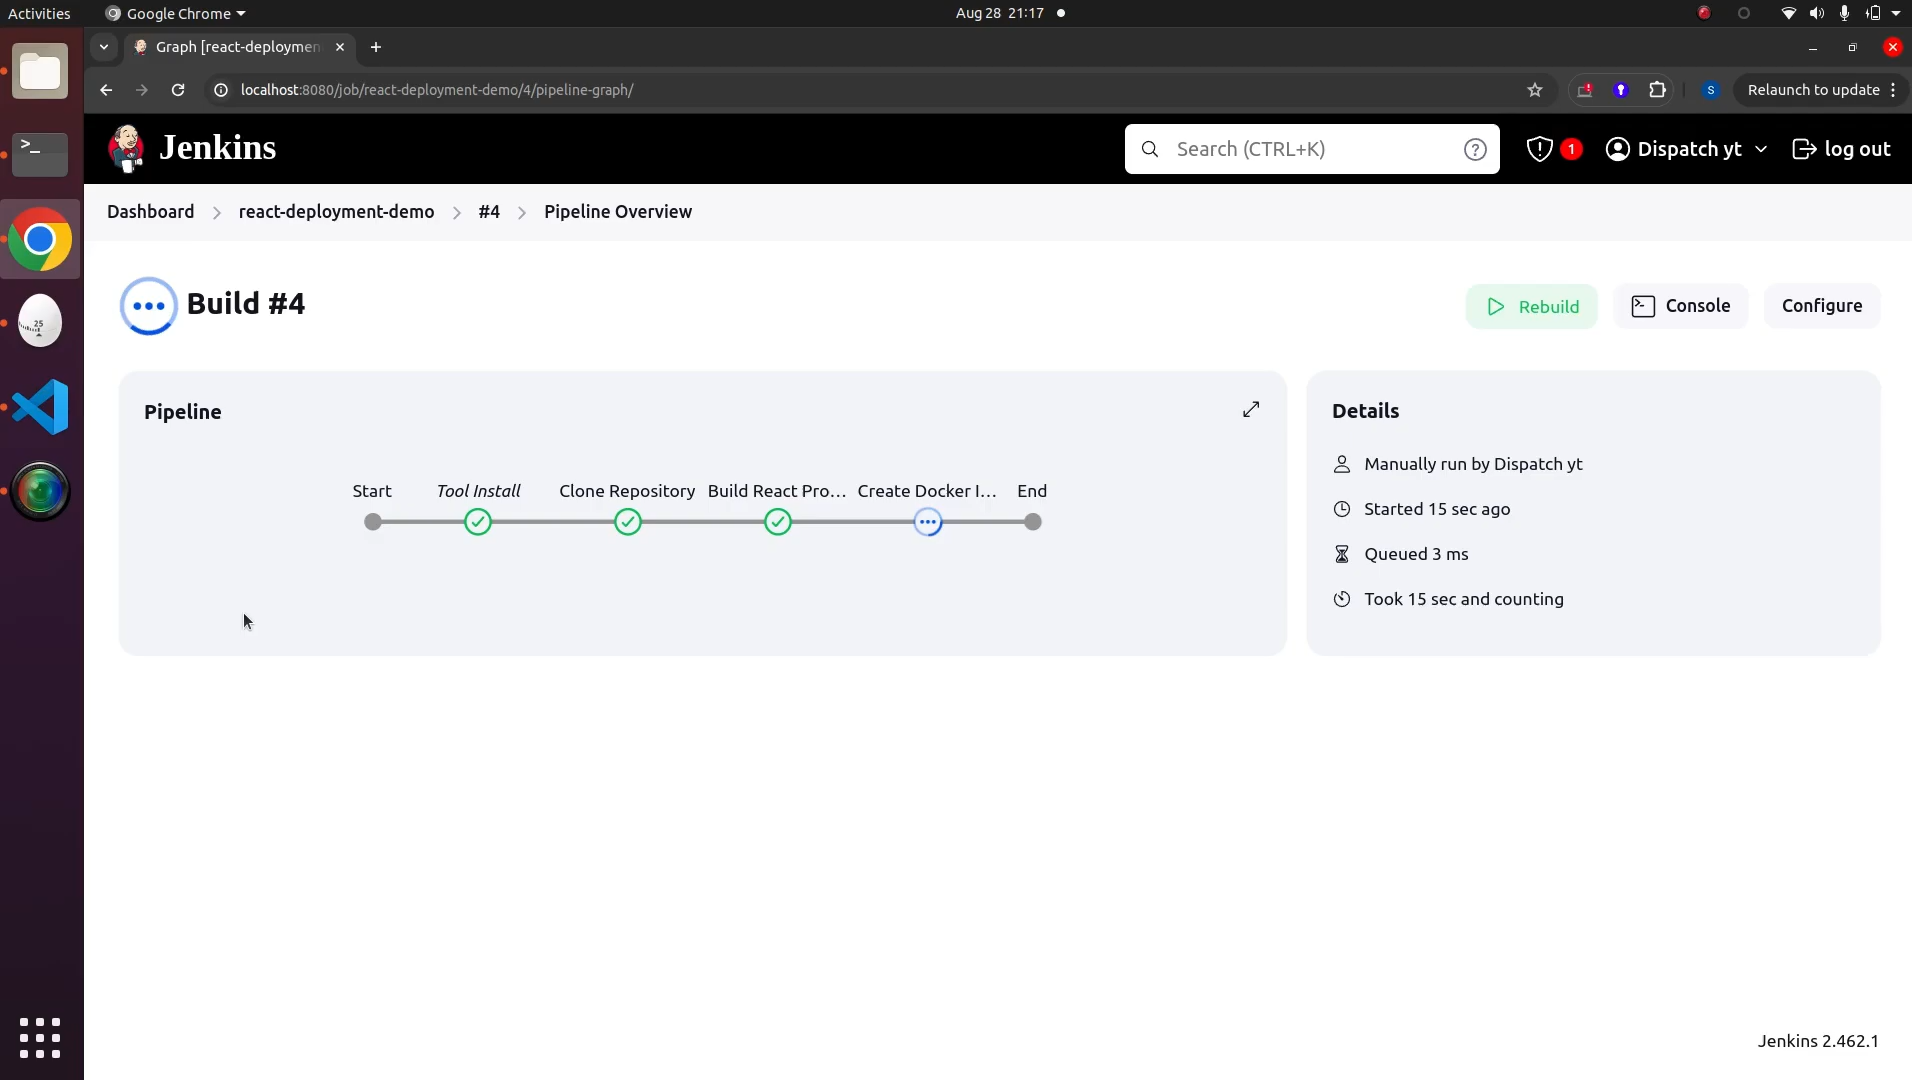 Activities
Google Chrome
Aug 28 21:17
Graph [react-deploymen
localhost:8080/job/react-deployment-demo/4/pipeline-graph/
S
Relaunch to update
Jenkins
Search (CTRL+K)
?
1
Dispatch yt
log out
Dashboard
react-deployment-demo
#4
Pipeline Overview
25
Build #4
Rebuild
Console
Configure
Pipeline
Start
Tool Install
Clone Repository
Build React Pro...
Create Docker I...
End
Details
Manually run by Dispatch yt
Started 15 sec ago
Queued 3 ms
Took 15 sec and counting
Jenkins 2.462.1